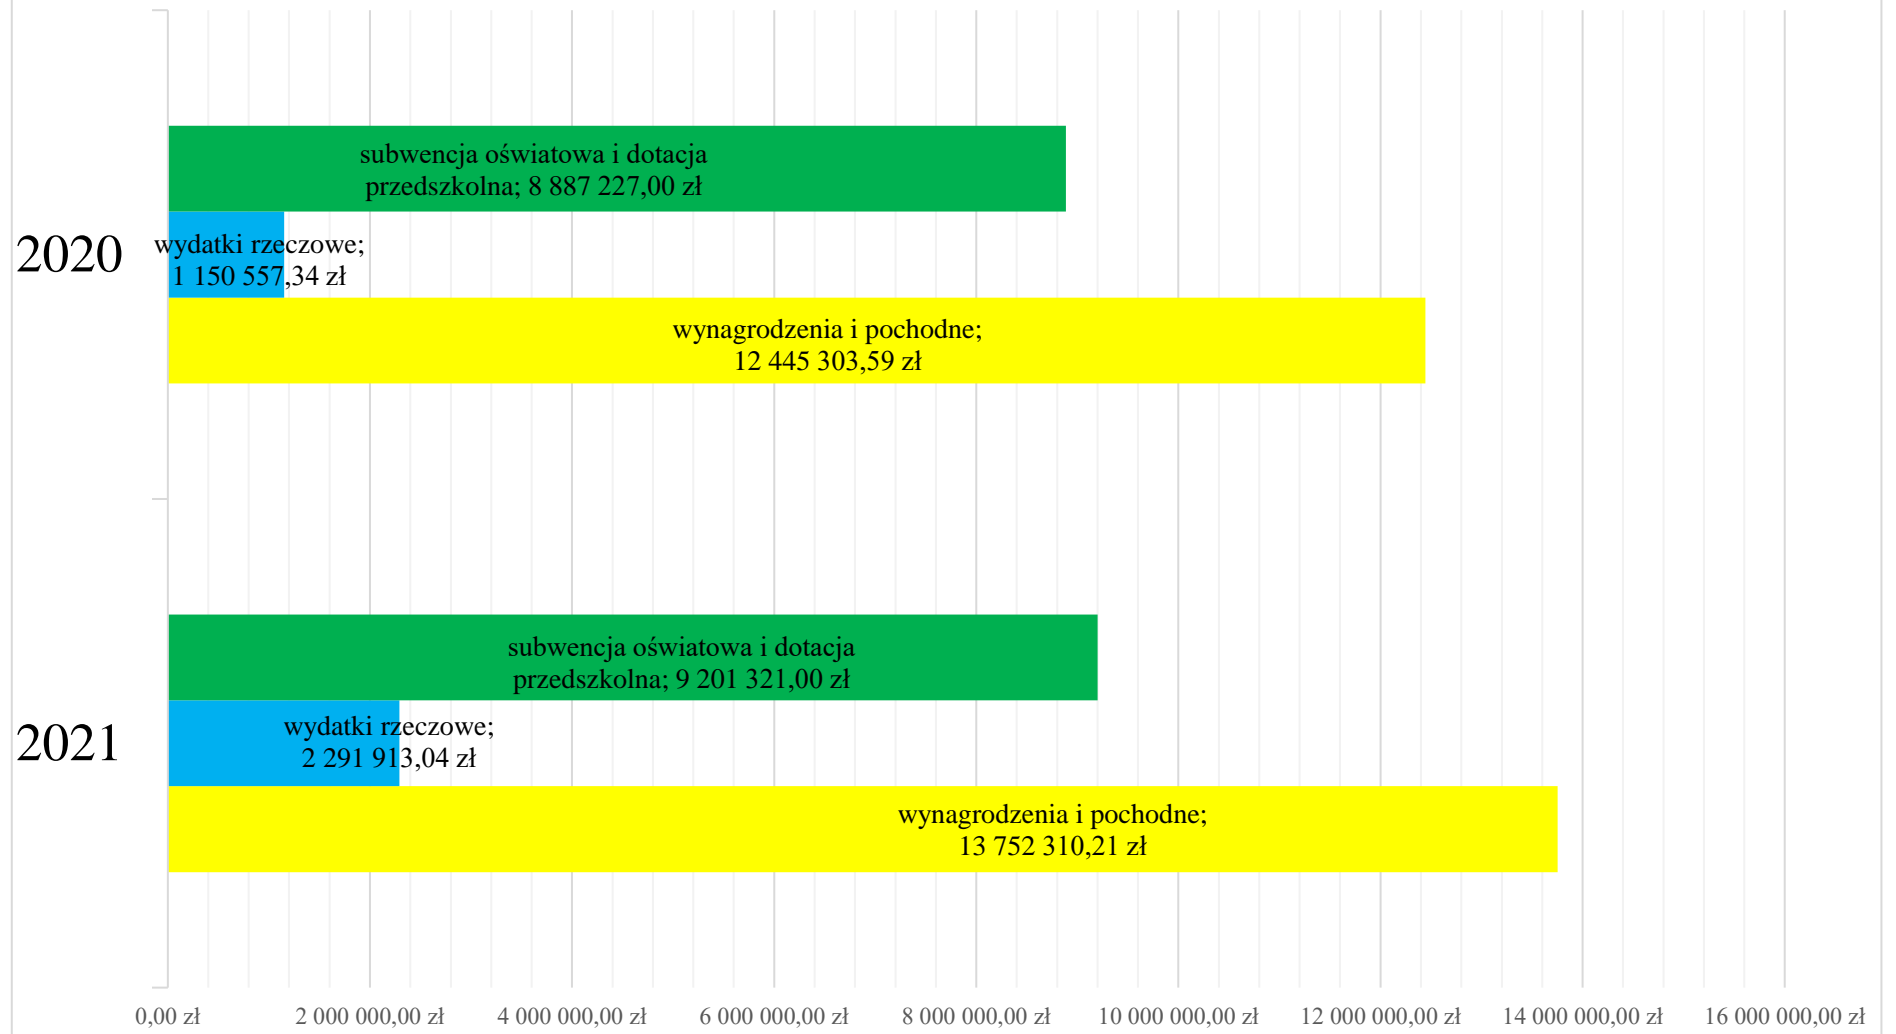 subwencja oświatowa i dotacja
przedszkolna; 8 887 227,00 zł
2020
wydatki rzeczowe;
1 150 557,34 zł
wynagrodzenia i pochodne;
12 445 303,59 zł
subwencja oświatowa i dotacja
przedszkolna; 9 201 321,00 zł
2021
wydatki rzeczowe;
2 291 913,04 zł
wynagrodzenia i pochodne;
13 752 310,21 zł
0,00 zł 2 000 000,00 zł 4 000 000,00 zł 6 000 000,00 zł 8 000 000,00 zł 10 000 000,00 zł 12 000 000,00 zł 14 000 000,00 zł 16 000 000,00 zł